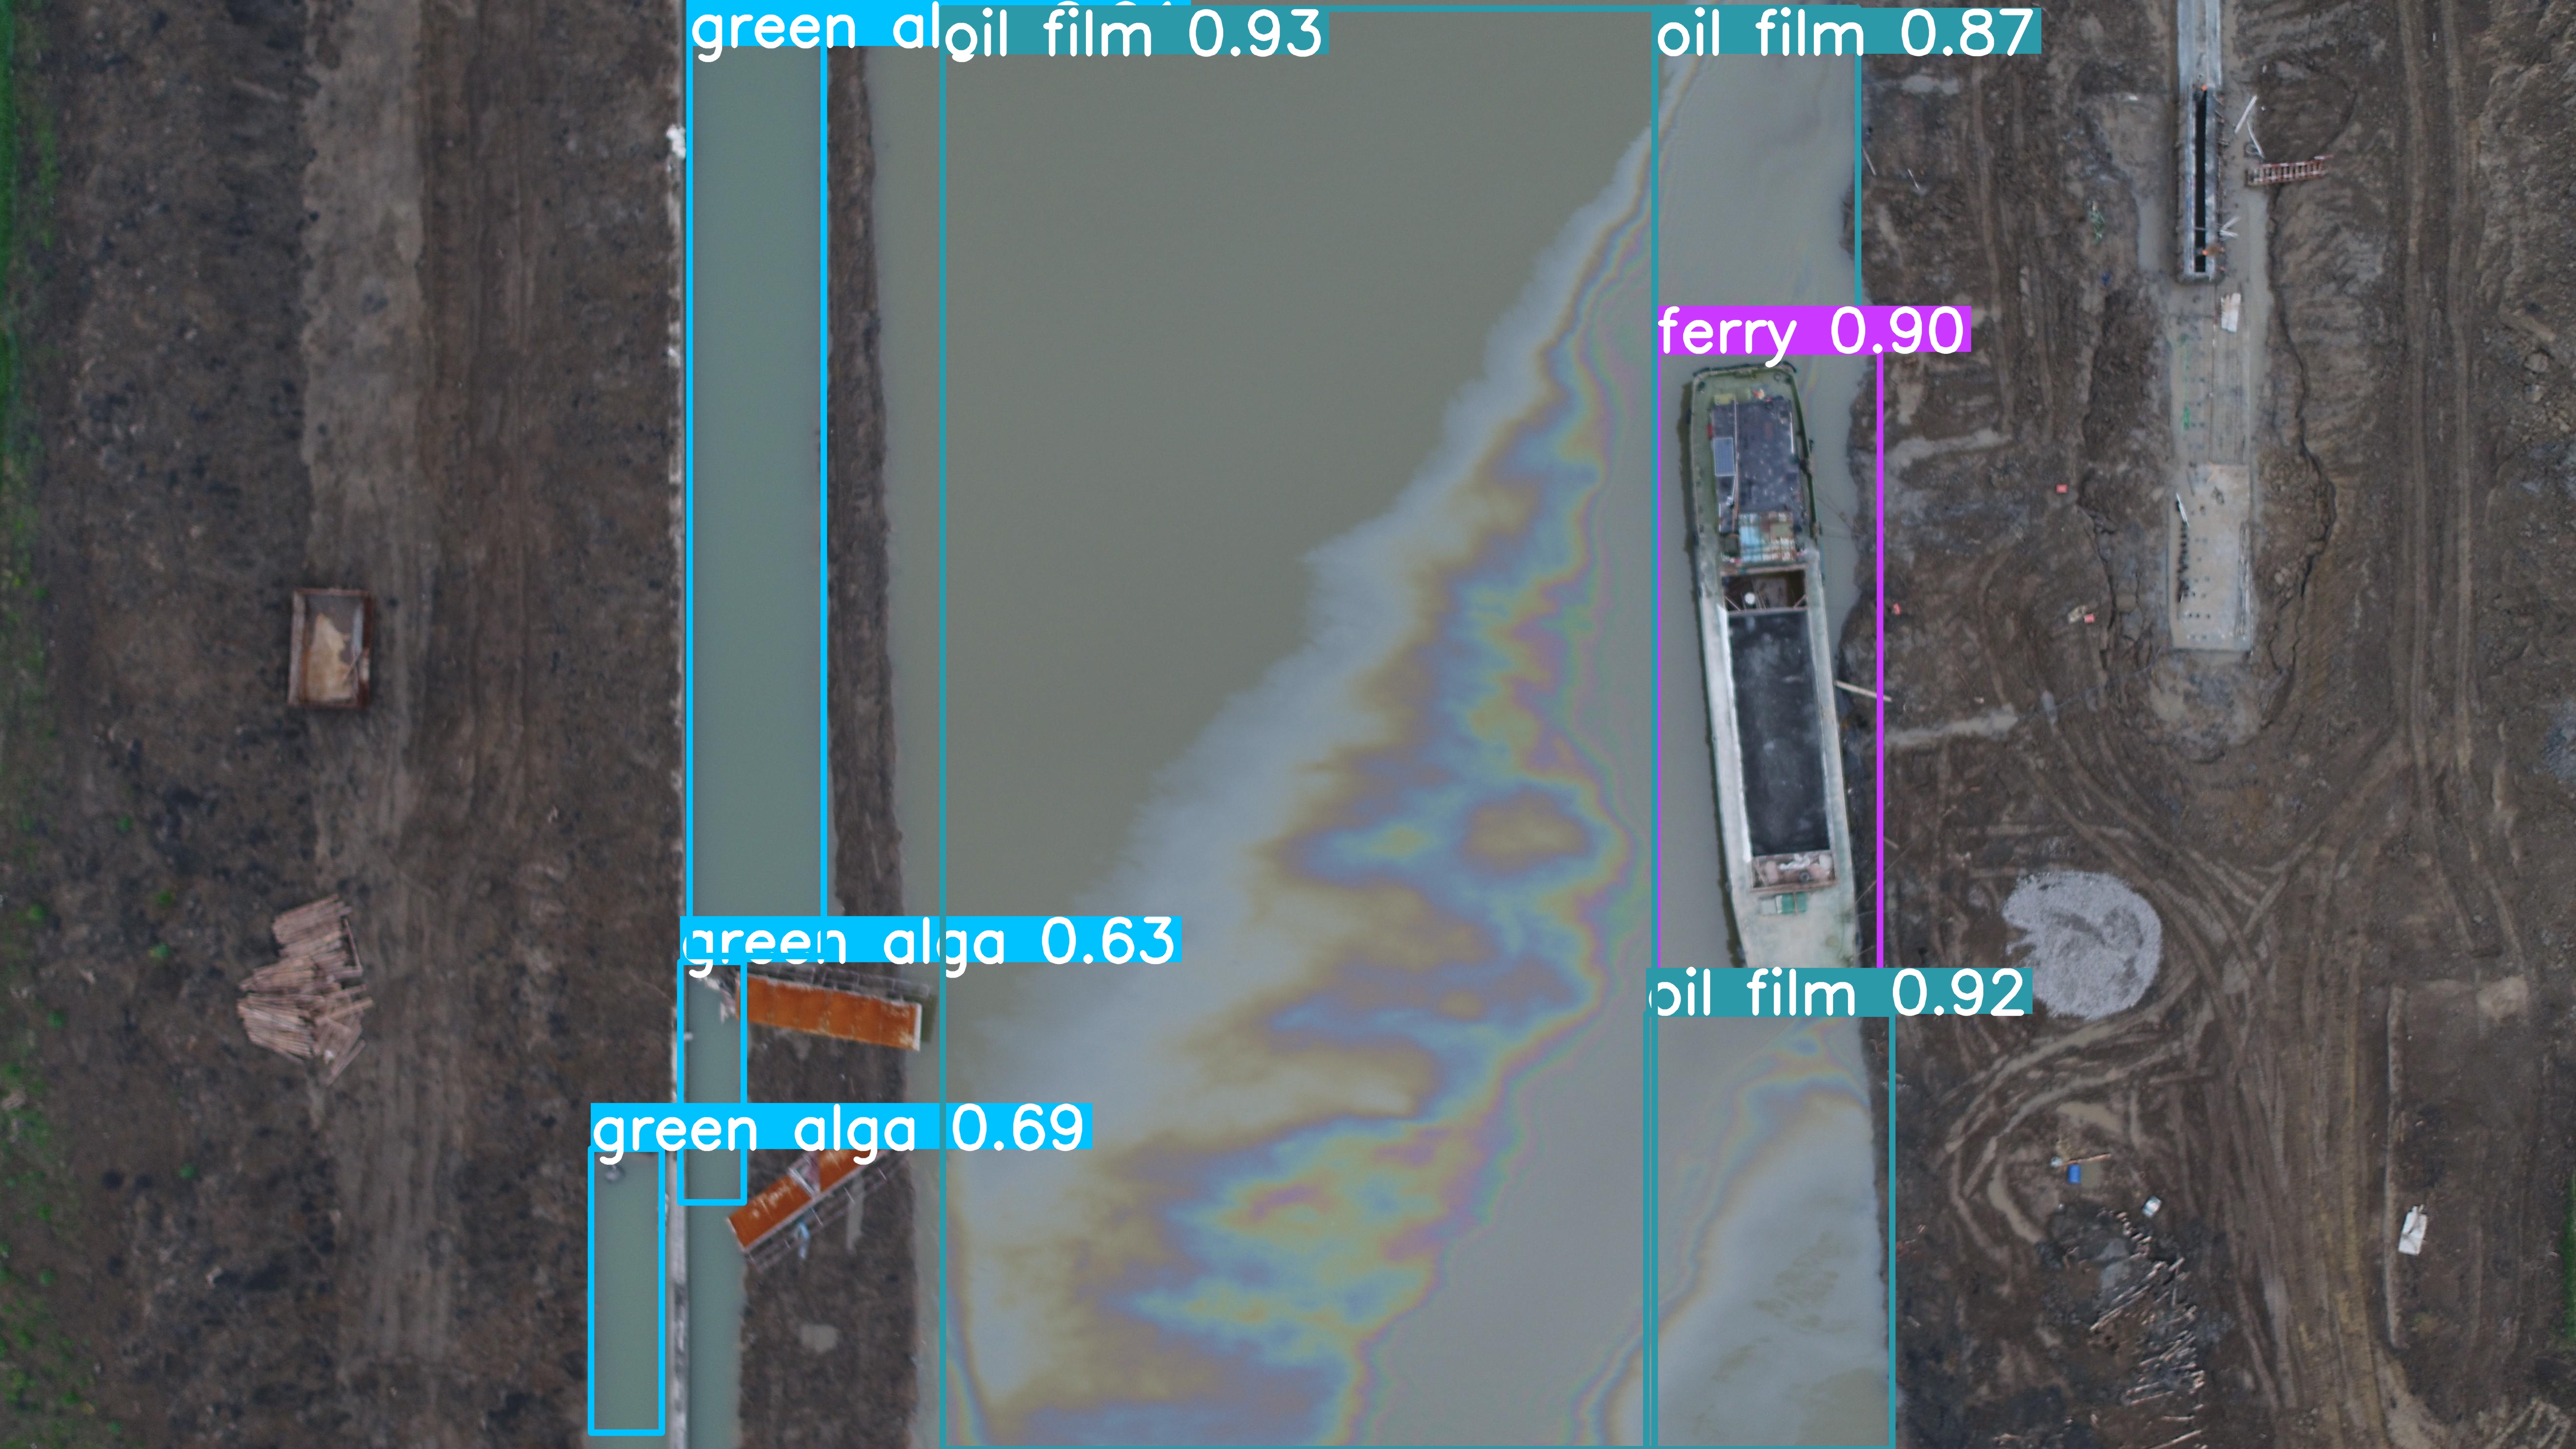 green al
oil film 0.93
oil film 0.87
ferry 0.90
green alga 0.63
oil film 0.92
green alga 0.69